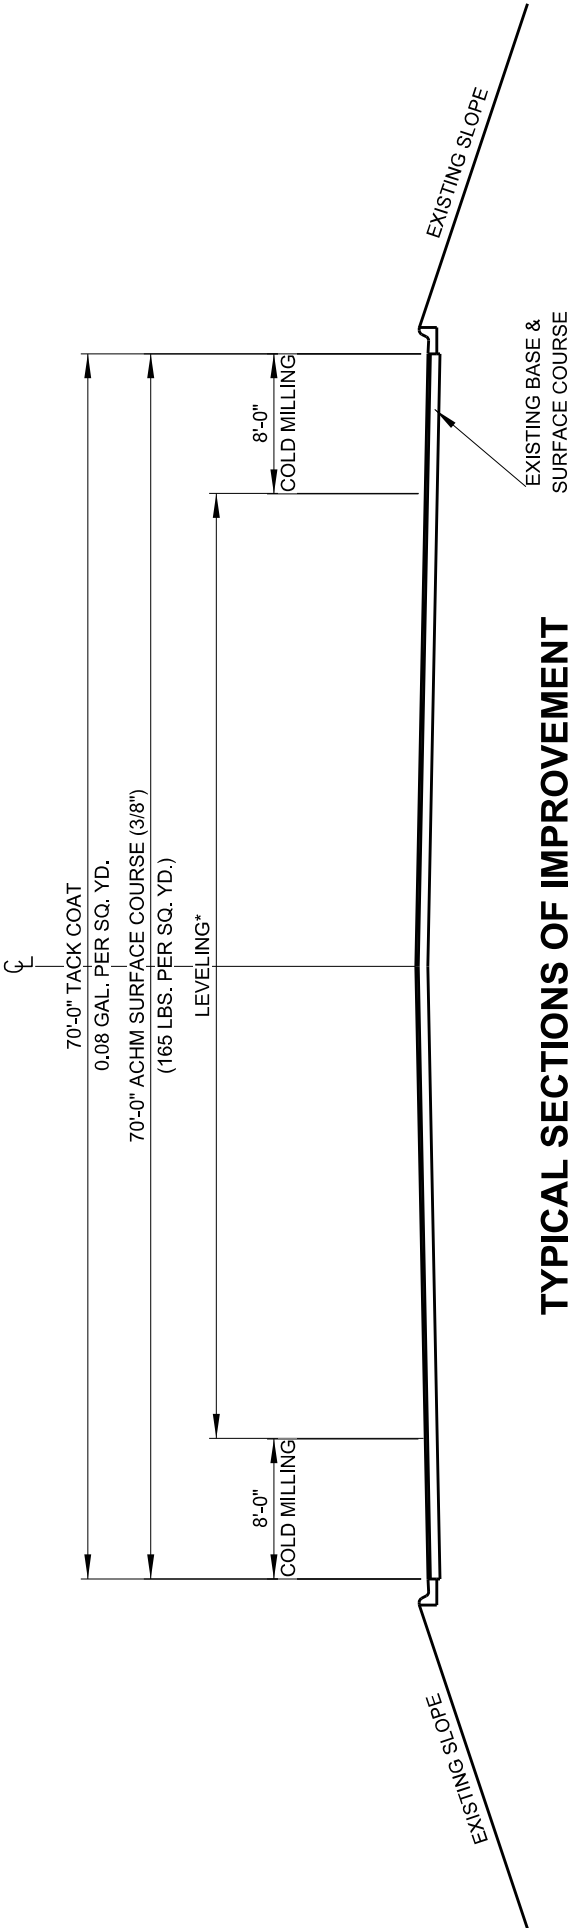 ℄
70'-0" TACK COAT
0.08 GAL. PER SQ. YD.
70'-0" ACHM SURFACE COURSE (3/8")
(165 LBS. PER SQ. YD.)
LEVELING*
8'-0"
COLD MILLING
8'-0"
COLD MILLING
EXISTING SLOPE
EXISTING SLOPE
EXISTING BASE &
SURFACE COURSE
TYPICAL SECTIONS OF IMPROVEMENT